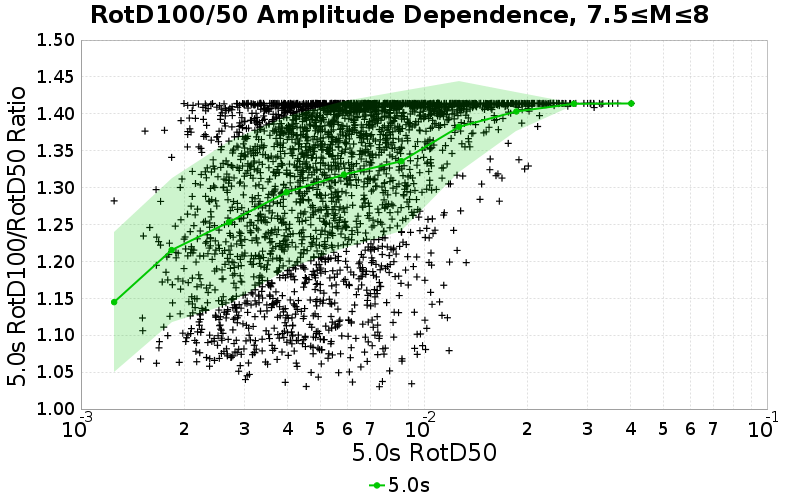 RotD100/50 Amplitude Dependence, 7.5≤M≤8
5.0s RotD100/RotD50 Ratio
1.50
1.45
1.40
1.35
1.30
1.25
1.20
1.15
1.10
1.05
1.00
10^-3 2 3 4 5 6 7 10^-2 2 3 4 5 6 7 10^-1
5.0s RotD50
5.0s